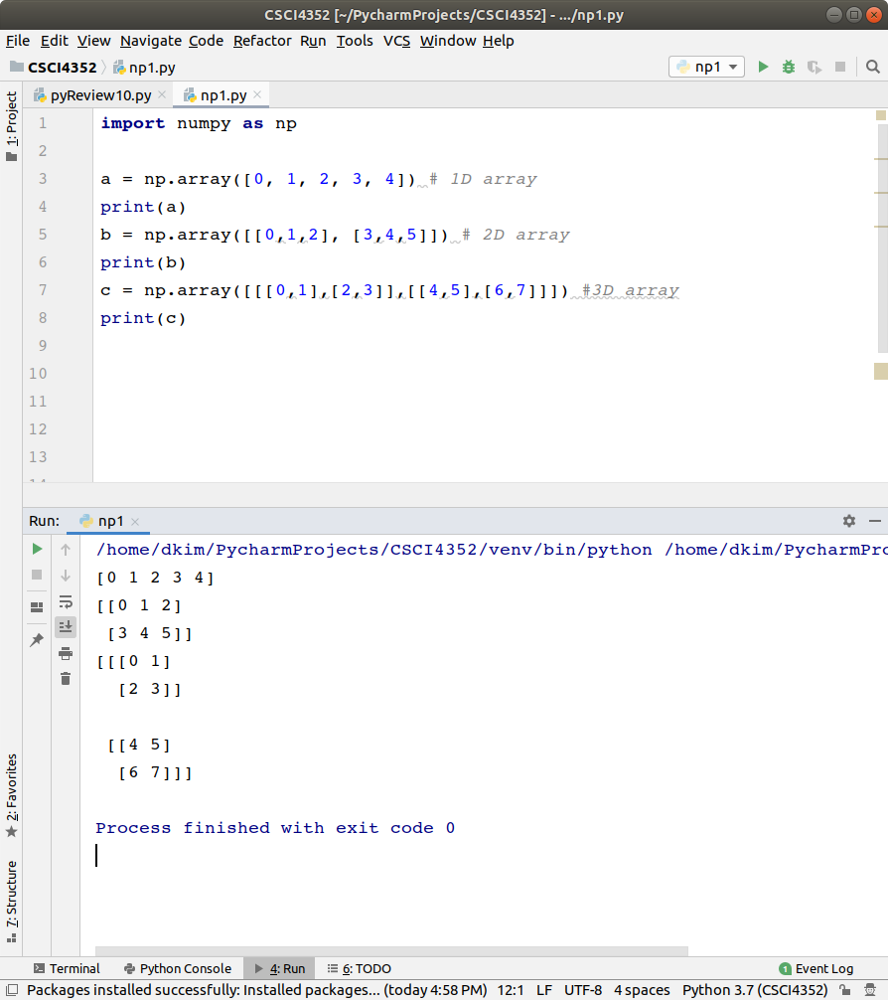 CSCI4352 [~/PycharmProjects/CSCI4352] - .../np1.py
File Edit View Navigate Code Refactor Run Tools VCS Window Help
CSCI4352 np1.py np1
1: Project
pyReview10.py np1.py
1 import numpy as np
2
3 a = np.array([0, 1, 2, 3, 4]) # 1D array
4 print(a)
5 b = np.array([[0,1,2], [3,4,5]]) # 2D array
6 print(b)
7 c = np.array([[[0,1],[2,3]],[[4,5],[6,7]]]) #3D array
8 print(c)
9
10
11
12
13
Run: np1
/home/dkim/PycharmProjects/CSCI4352/venv/bin/python /home/dkim/PycharmPro
[0 1 2 3 4]
[[0 1 2]
 [3 4 5]]
[[[0 1]
  [2 3]]
 [[4 5]
  [6 7]]]
Process finished with exit code 0
2: Favorites
7: Structure
Terminal Python Console 4: Run 6: TODO 1 Event Log
Packages installed successfully: Installed packages... (today 4:58 PM) 12:1 LF UTF-8 4 spaces Python 3.7 (CSCI4352)